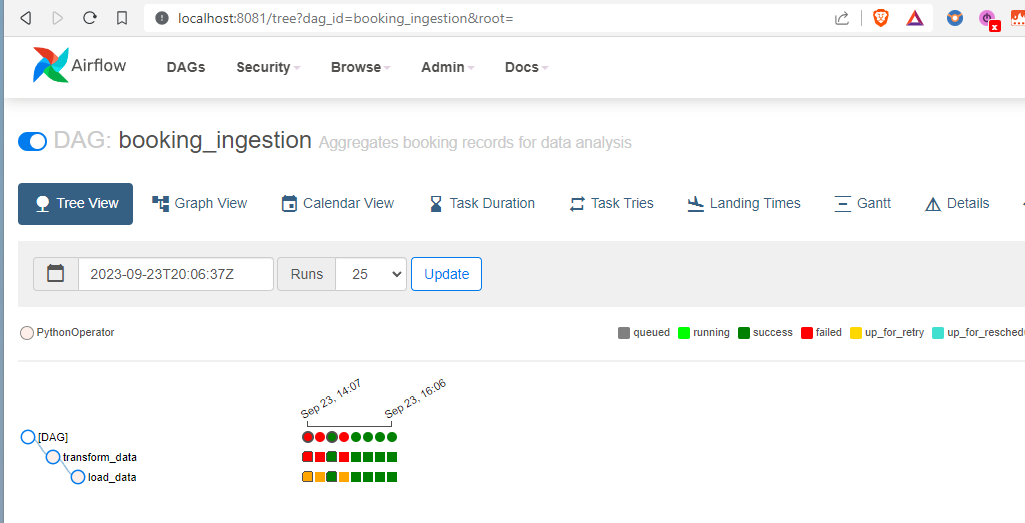 localhost:8081/tree?dag_id=booking_ingestion&root=
x
Airflow DAGs Security Browse Admin Docs
DAG: booking_ingestion Aggregates booking records for data analysis
Tree View Graph View Calendar View Task Duration Task Tries Landing Times Gantt Details
2023-09-23T20:06:37Z Runs 25 Update
PythonOperator queued running success failed up_for_retry up_for_resched
Sep 23, 14:07 Sep 23, 16:06
[DAG]
transform_data
load_data